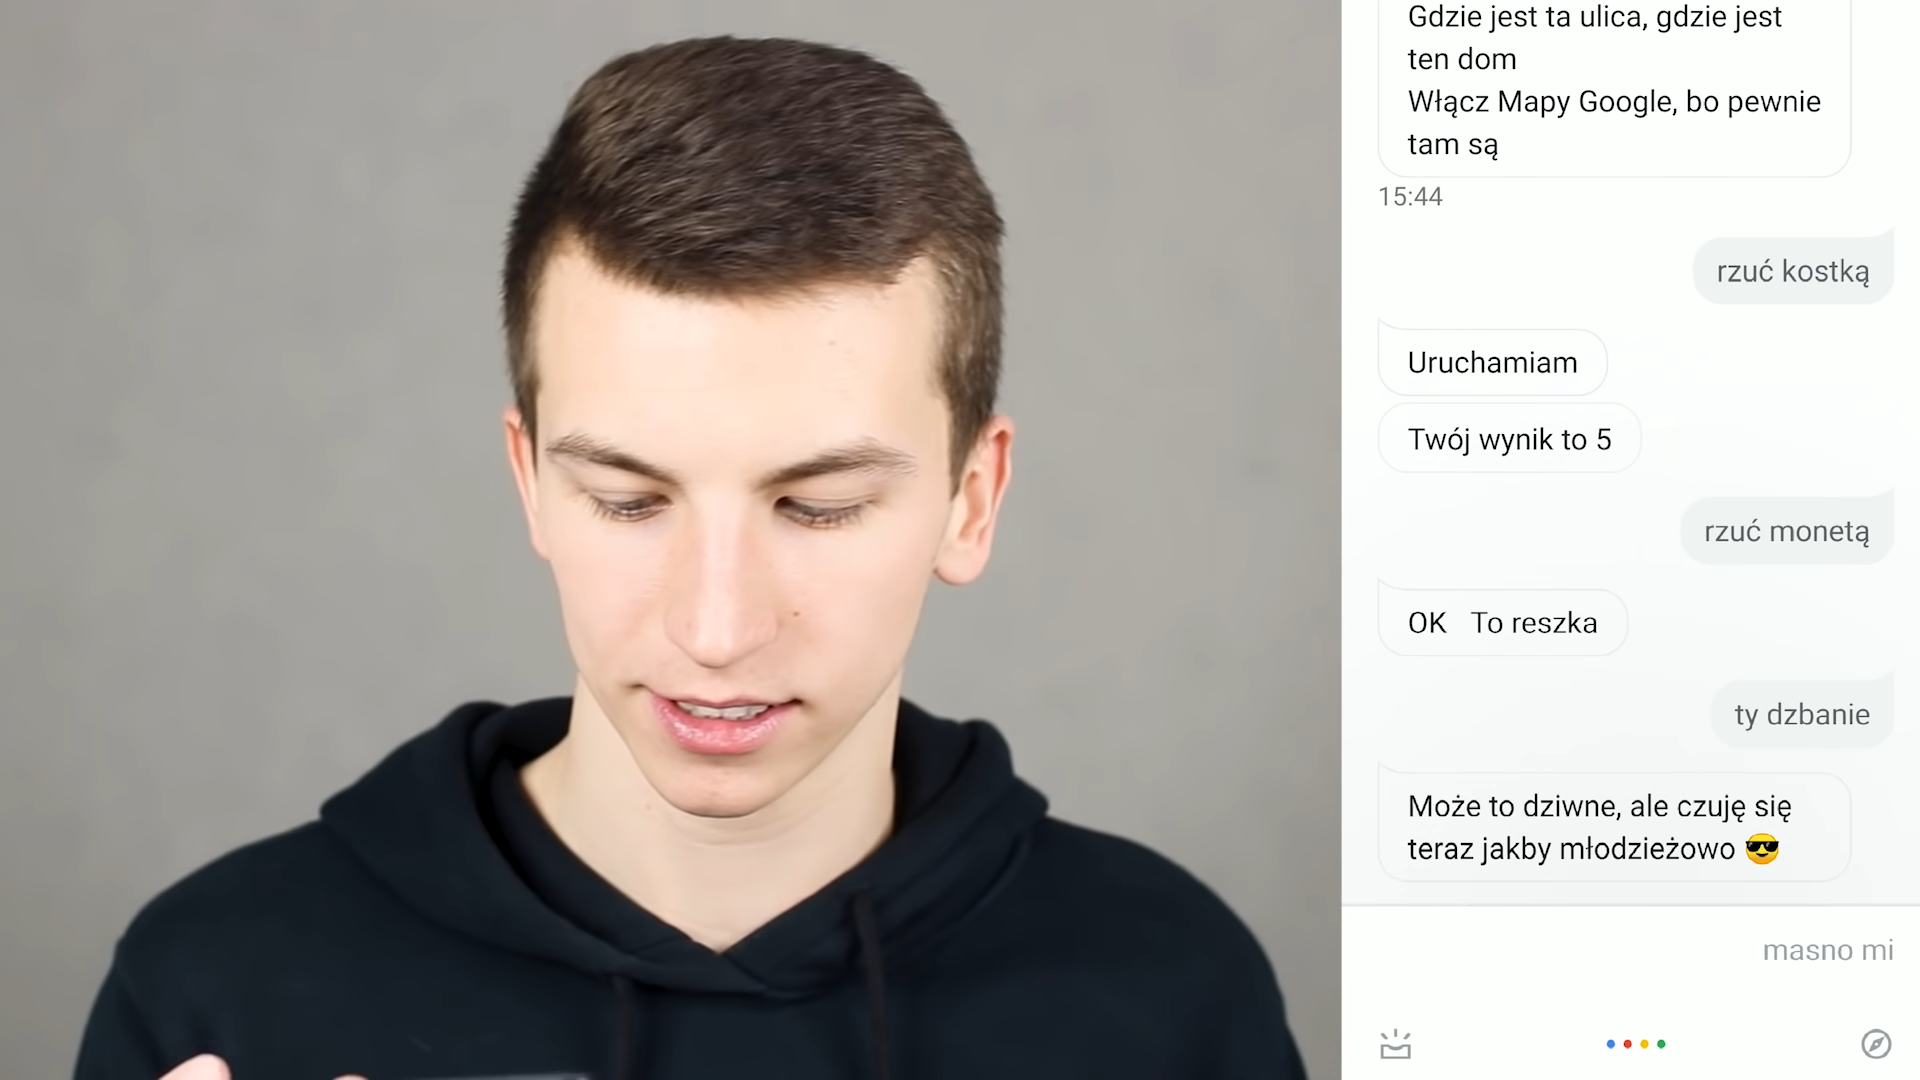 Gdzie jest ta ulica, gdzie jest
ten dom
Włącz Mapy Google, bo pewnie
tam są
15:44
rzuć kostką
Uruchamiam
Twój wynik to 5
rzuć monetą
OK To reszka
ty dzbanie
Może to dziwne, ale czuję się
teraz jakby młodzieżowo 😎
masno mi